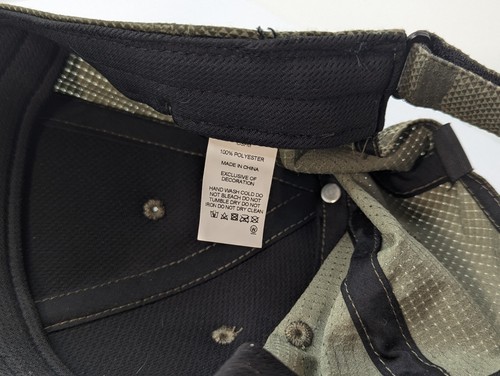 100% POLYESTER
MADE IN CHINA
EXCLUSIVE OF
DECORATION
HAND WASH COLD DO
NOT BLEACH DO NOT
TUMBLE DRY DO NOT
IRON DO NOT DRY CLEAN